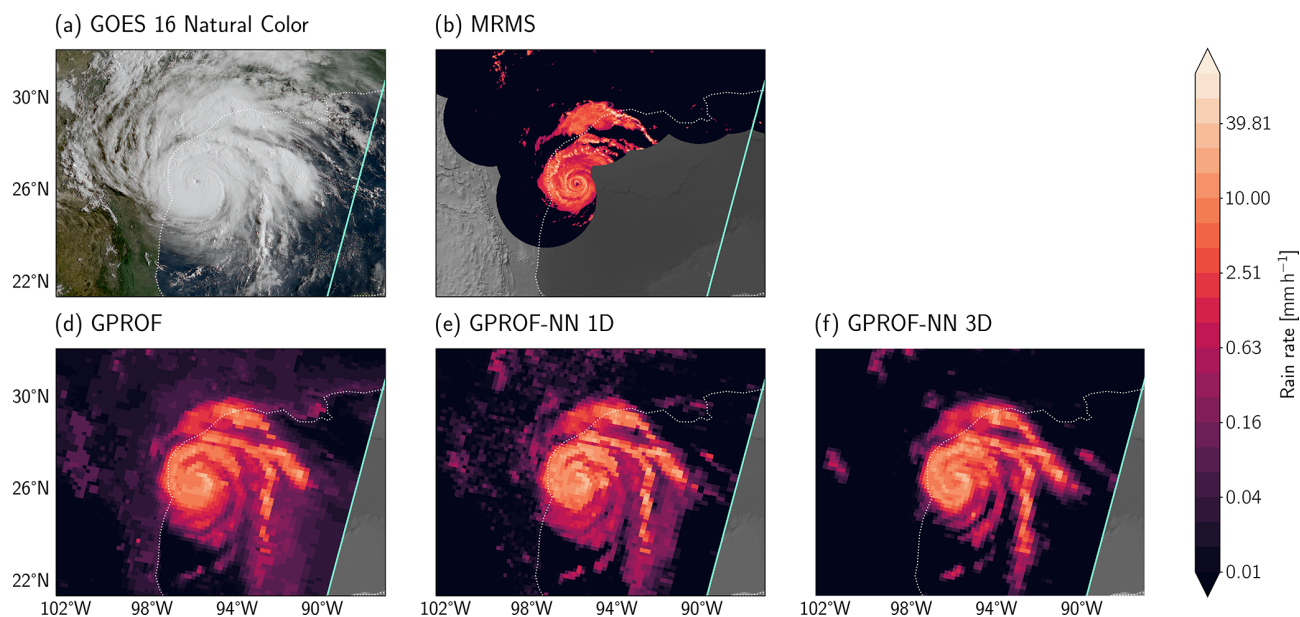 (a) GOES 16 Natural Color
(b) MRMS
30°N
26°N
22°N
39.81
10.00
2.51
0.63
0.16
0.04
0.01
Rain rate [mm h⁻¹]
(d) GPROF
(e) GPROF-NN 1D
(f) GPROF-NN 3D
30°N
26°N
22°N
102°W 98°W 94°W 90°W
102°W 98°W 94°W 90°W
102°W 98°W 94°W 90°W